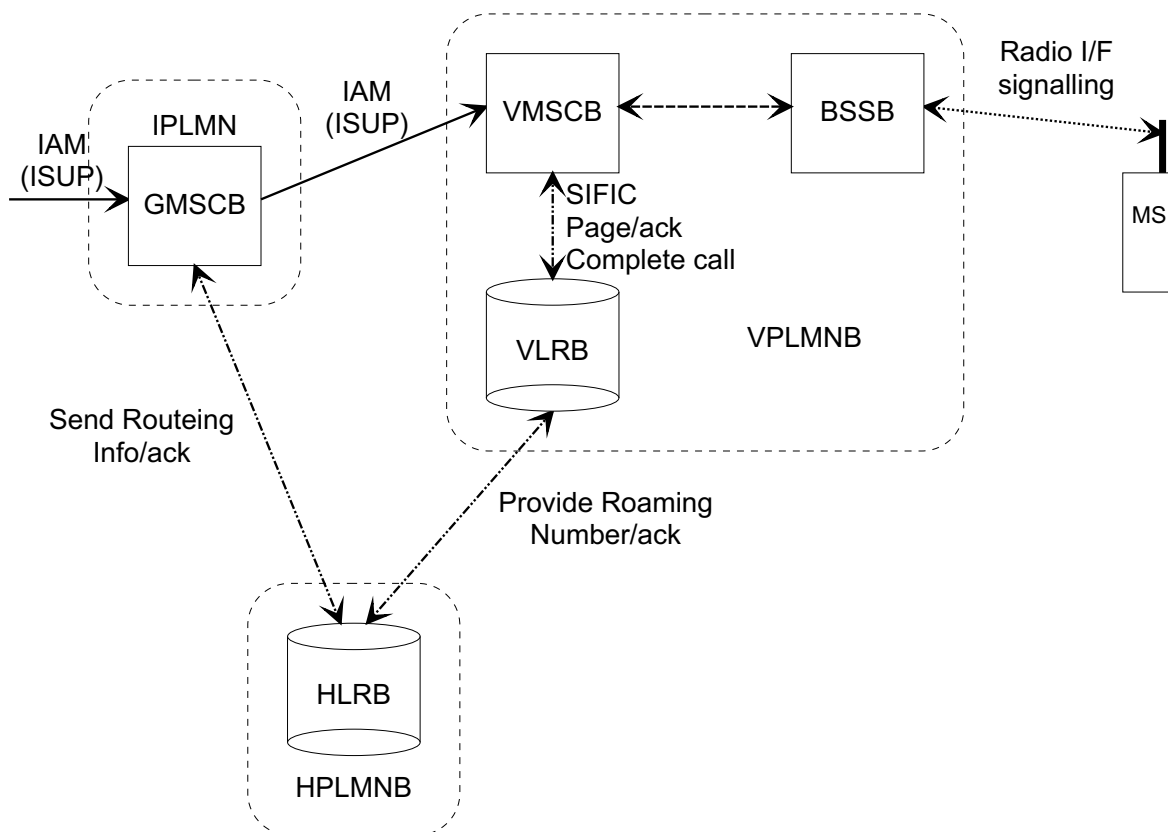 Radio I/F
signalling
IAM
(ISUP)
VMSCB
BSSB
IPLMN
IAM
(ISUP)
GMSCB
SIFIC
Page/ack
Complete call
MS
VLRB
VPLMNB
Send Routeing
Info/ack
Provide Roaming
Number/ack
HLRB
HPLMNB